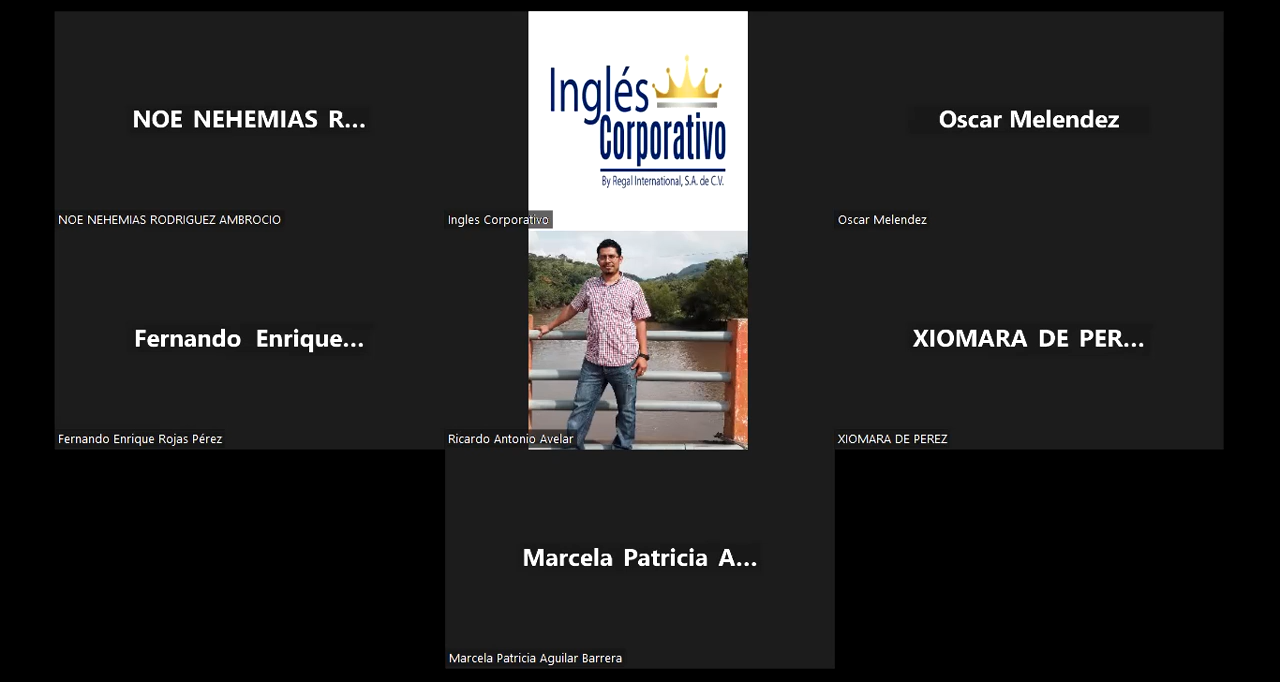 NOE NEHEMIAS R...
NOE NEHEMIAS RODRIGUEZ AMBROCIO
Inglés
Corporativo
By Regal International, S.A. de C.V.
Ingles Corporativo
Oscar Melendez
Oscar Melendez
Fernando Enrique...
Fernando Enrique Rojas Pérez
Ricardo Antonio Avelar
XIOMARA DE PER...
XIOMARA DE PEREZ
Marcela Patricia A...
Marcela Patricia Aguilar Barrera